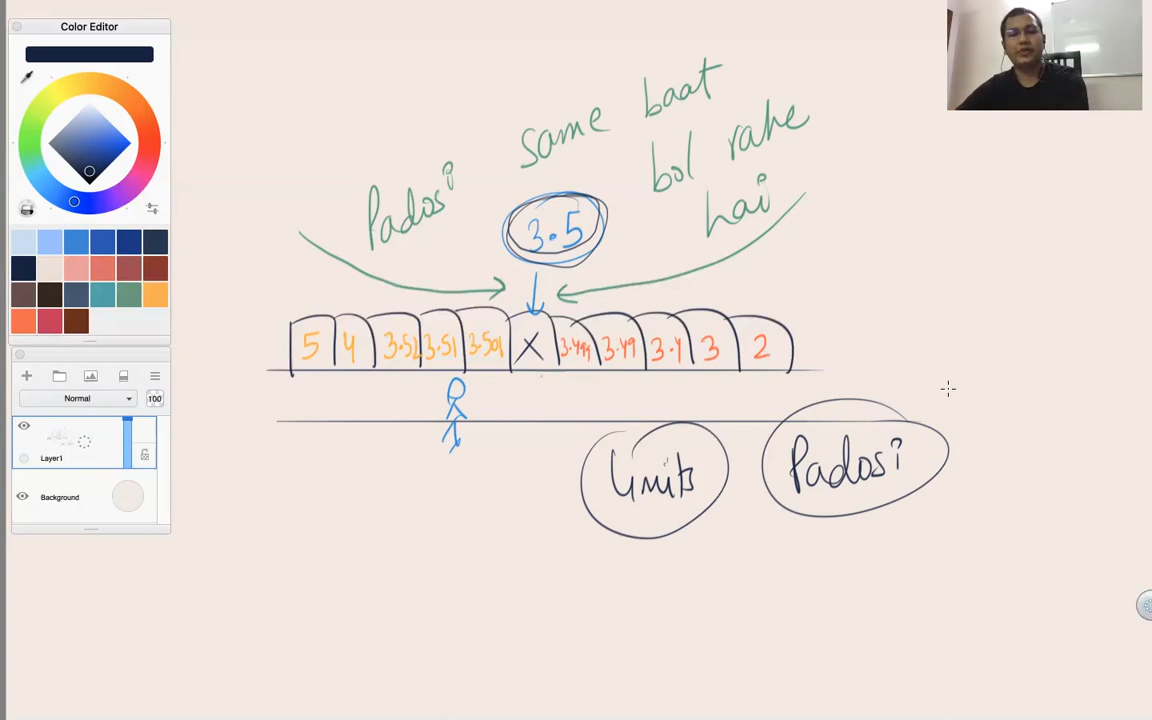 Color Editor
same baat
bol rahe
Padosi
hai
3.5
5 4 3.52 3.51 3.501 X 3.499 3.49 3.4 3 2
Normal
100
Layer1
Background
Limits
Padosi